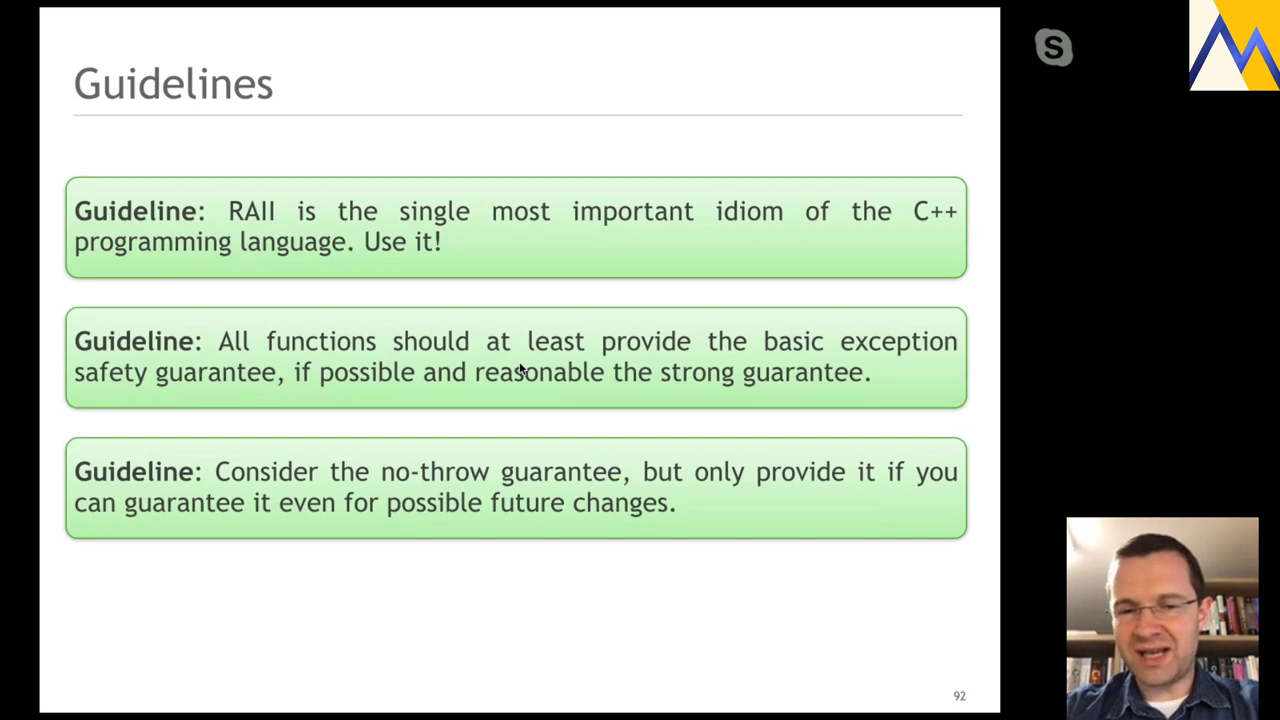 Guidelines
Guideline: RAII is the single most important idiom of the C++
programming language. Use it!
Guideline: All functions should at least provide the basic exception
safety guarantee, if possible and reasonable the strong guarantee.
Guideline: Consider the no-throw guarantee, but only provide it if you
can guarantee it even for possible future changes.
92
S